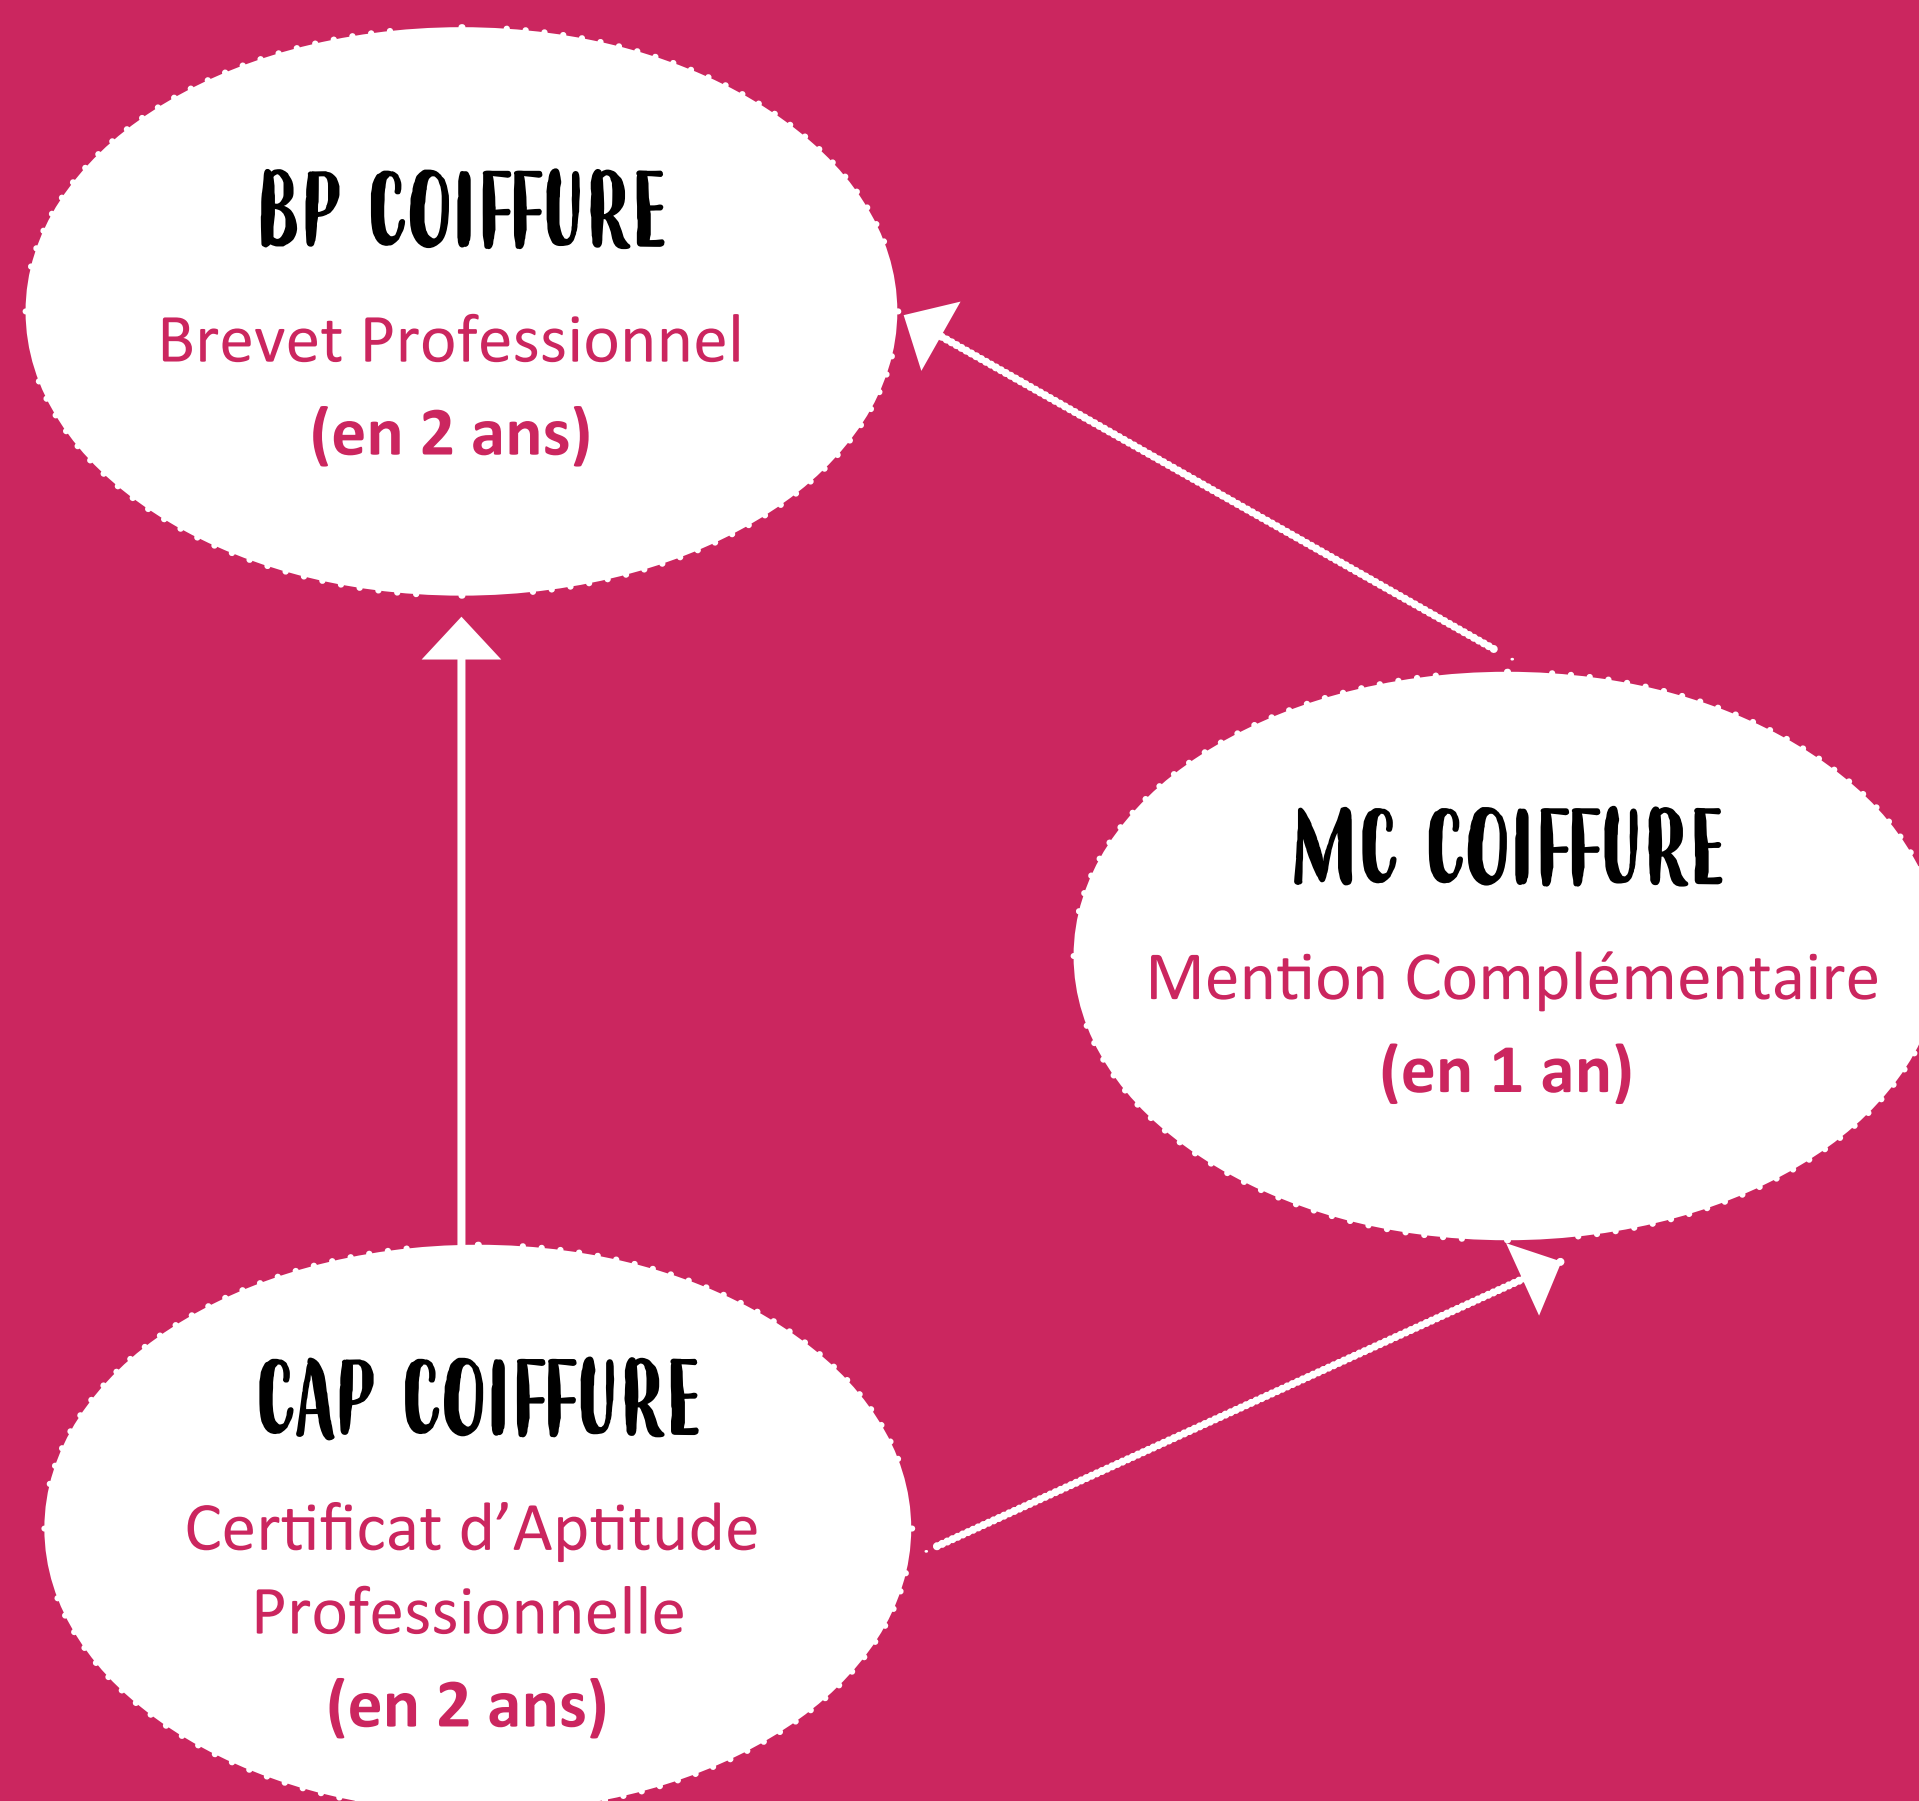 BP COIFFURE
Brevet Professionnel
(en 2 ans)
MC COIFFURE
Mention Complémentaire
(en 1 an)
CAP COIFFURE
Certificat d’Aptitude
Professionnelle
(en 2 ans)